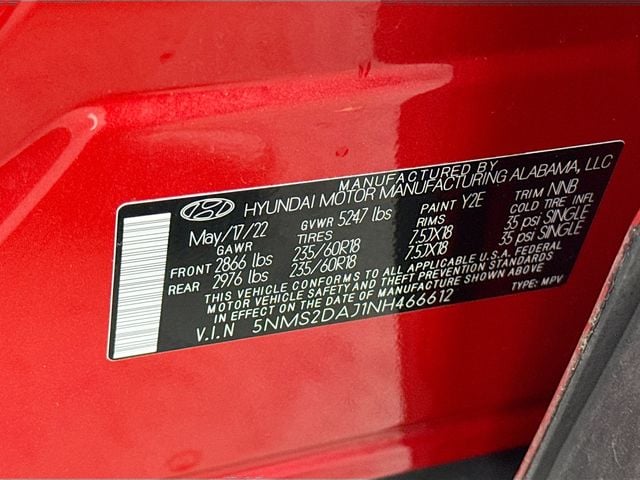 MANUFACTURED BY
HYUNDAI MOTOR MANUFACTURING ALABAMA, LLC
May/17/22 GVWR 5247 lbs PAINT Y2E TRIM NNB
GAWR TIRES RIMS COLD TIRE INFL
FRONT 2866 lbs 235/60R18 7.5JX18 35 psi SINGLE
REAR 2976 lbs 235/60R18 7.5JX18 35 psi SINGLE
THIS VEHICLE CONFORMS TO ALL APPLICABLE U.S.A. FEDERAL
MOTOR VEHICLE SAFETY AND THEFT PREVENTION STANDARDS
IN EFFECT ON THE DATE OF MANUFACTURE SHOWN ABOVE
V.I.N 5NMS2DAJ1NH466612 TYPE: MPV